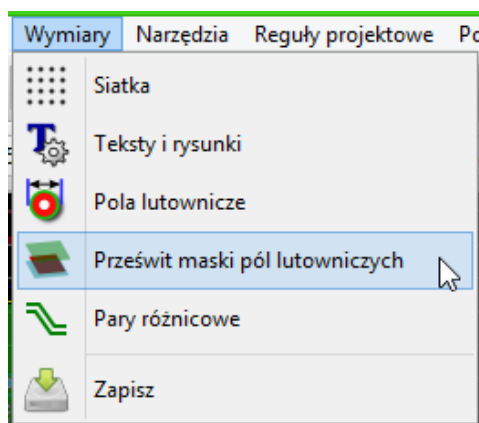 Wymiary Narzędzia Reguły projektowe
Siatka
Teksty i rysunki
Pola lutownicze
Prześwit maski pól lutowniczych
Pary różnicowe
Zapisz